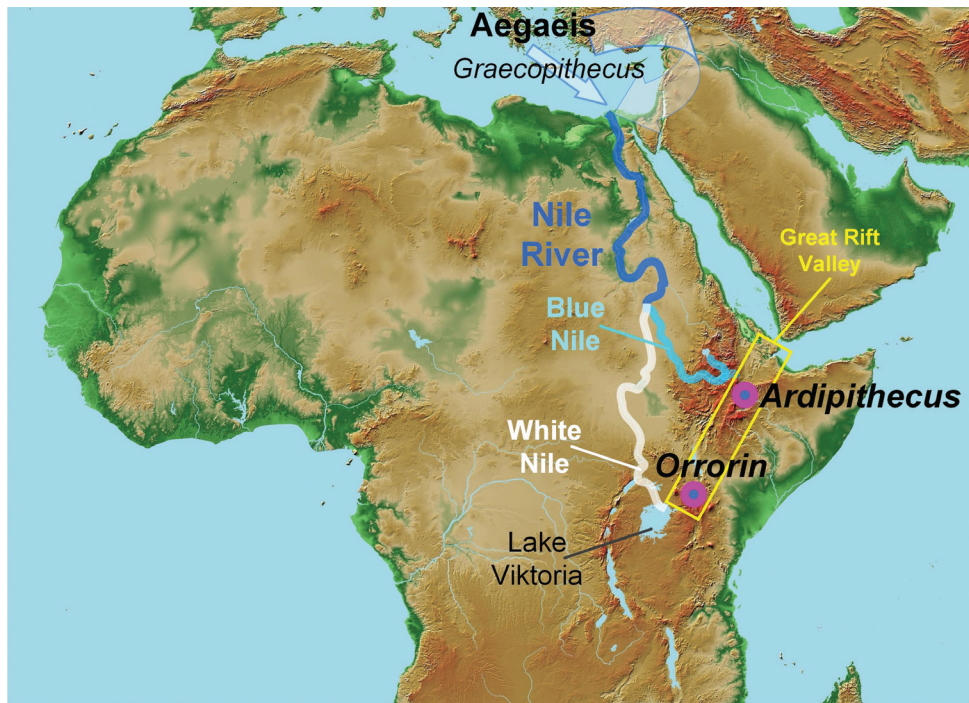 Aegaeis
Graecopithecus
Nile
River
Great Rift
Valley
Blue
Nile
Ardipithecus
White
Nile
Orrorin
Lake
Viktoria